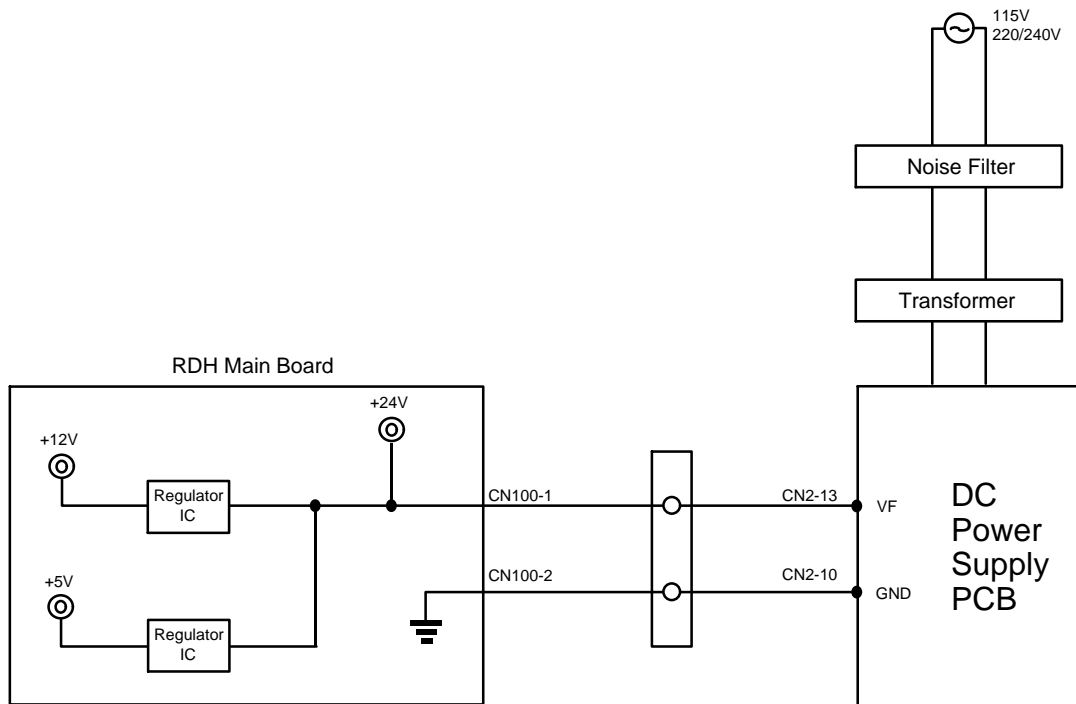 115V
220/240V
Noise Filter
Transformer
RDH Main Board
+24V
+12V
Regulator
IC
CN100-1
CN2-13
VF
DC
Power
Supply
PCB
+5V
CN100-2
CN2-10
GND
Regulator
IC